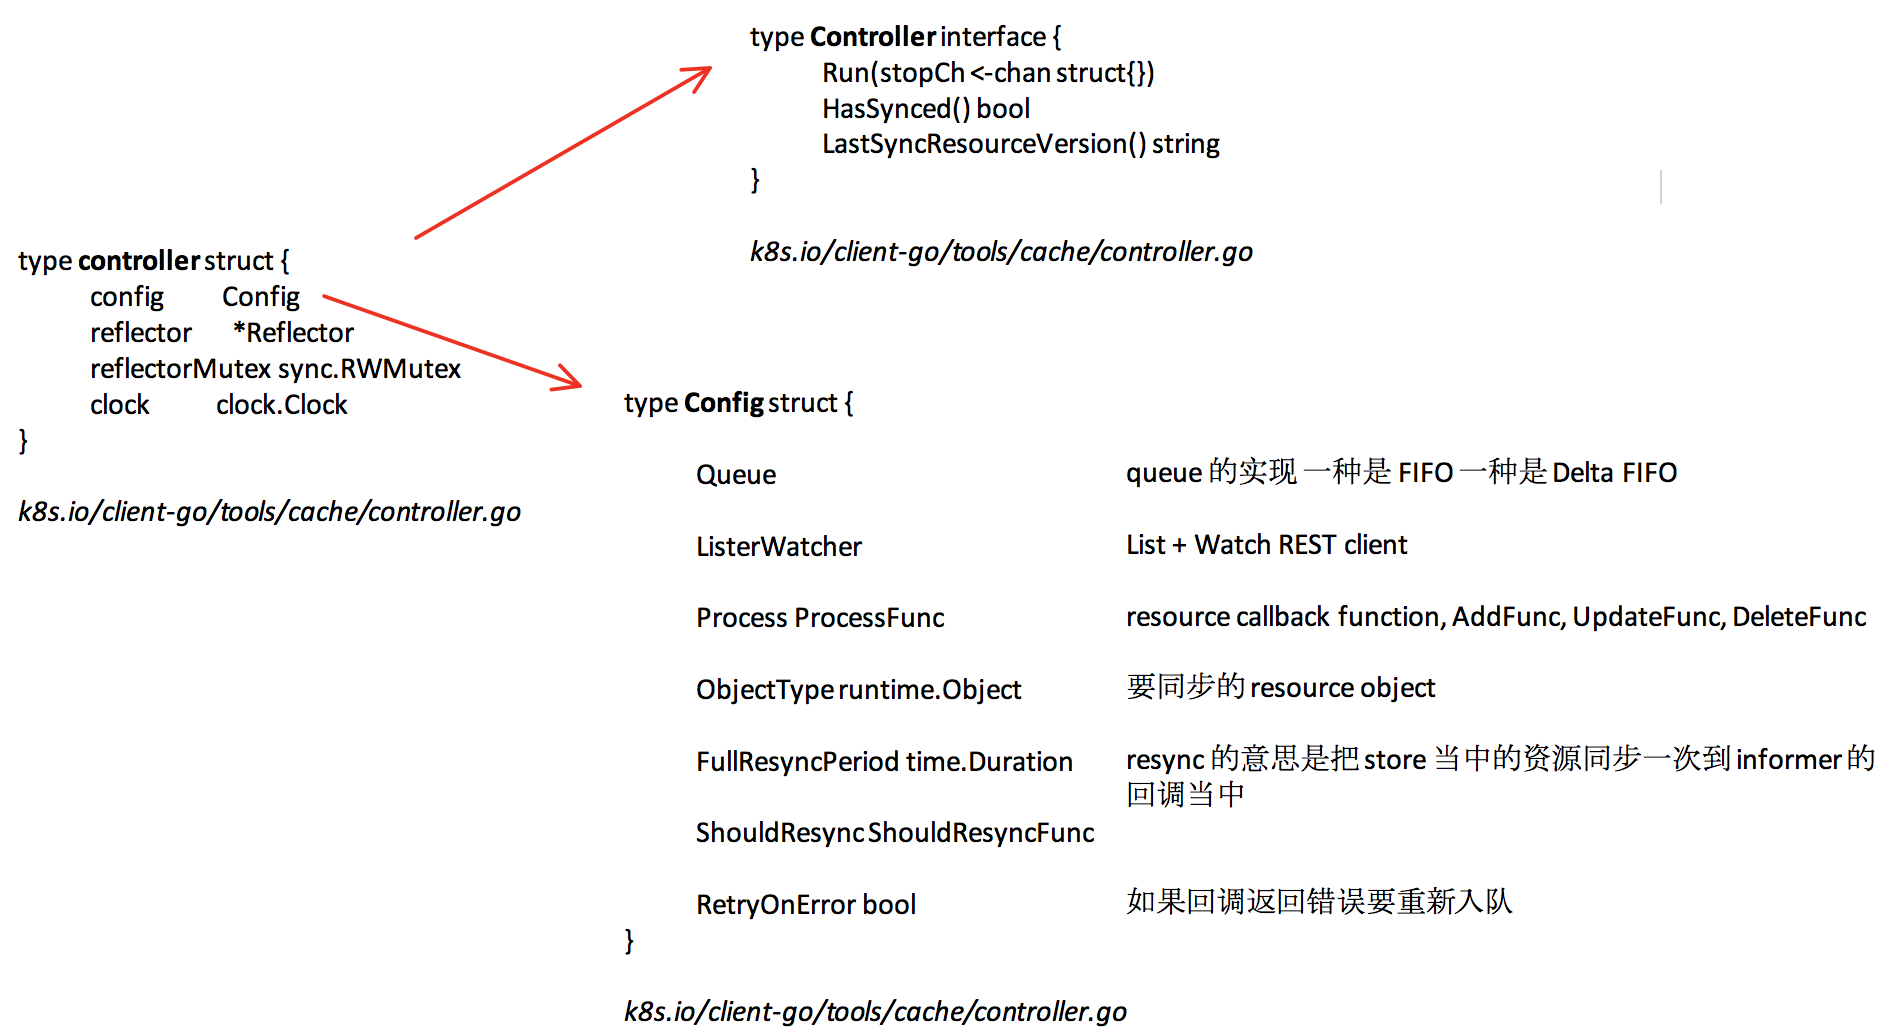 type Controller interface {
Run(stopCh <-chan struct{})
HasSynced() bool
LastSyncResourceVersion() string
}
k8s.io/client-go/tools/cache/controller.go
type controller struct {
config Config
reflector *Reflector
reflectorMutex sync.RWMutex
clock clock.Clock
}
k8s.io/client-go/tools/cache/controller.go
type Config struct {
Queue queue 的实现 一种是 FIFO 一种是 Delta FIFO
ListerWatcher List + Watch REST client
Process ProcessFunc resource callback function, AddFunc, UpdateFunc, DeleteFunc
ObjectType runtime.Object 要同步的 resource object
FullResyncPeriod time.Duration resync 的意思是把 store 当中的资源同步一次到 informer 的
回调当中
ShouldResync ShouldResyncFunc
RetryOnError bool 如果回调返回错误要重新入队
}
k8s.io/client-go/tools/cache/controller.go